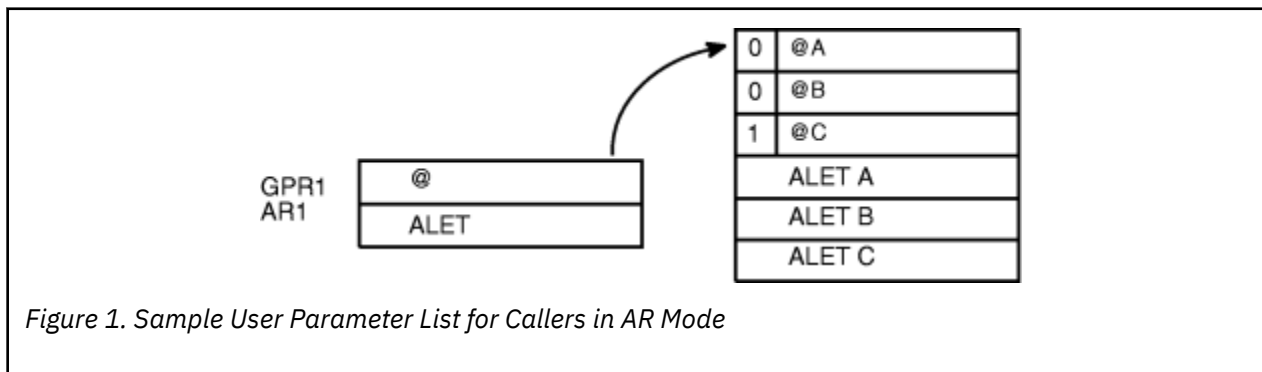 GPR1
AR1
@
ALET
0 @A
0 @B
1 @C
ALET A
ALET B
ALET C
Figure 1. Sample User Parameter List for Callers in AR Mode